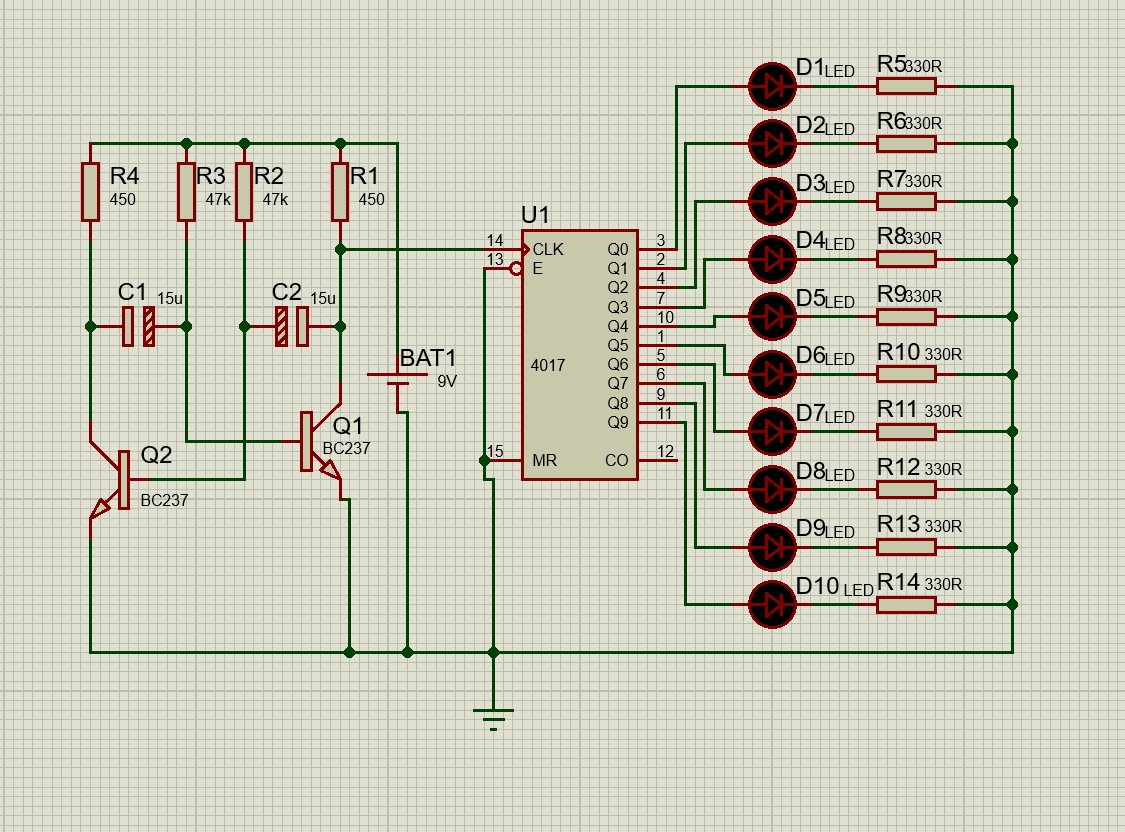 D1 LED
R5 330R
D2 LED
R6 330R
R4
450
R3
47k
R2
47k
R1
450
D3 LED
R7 330R
U1
D4 LED
R8 330R
14 CLK
Q0 3
13 E
Q1 2
Q2 4
C1 15u
C2 15u
Q3 7
D5 LED
R9 330R
Q4 10
Q5 1
BAT1
9V
4017
Q6 5
D6 LED
R10 330R
Q7 6
Q8 9
Q9 11
D7 LED
R11 330R
Q1
BC237
Q2
BC237
15 MR
CO 12
D8 LED
R12 330R
D9 LED
R13 330R
D10 LED
R14 330R